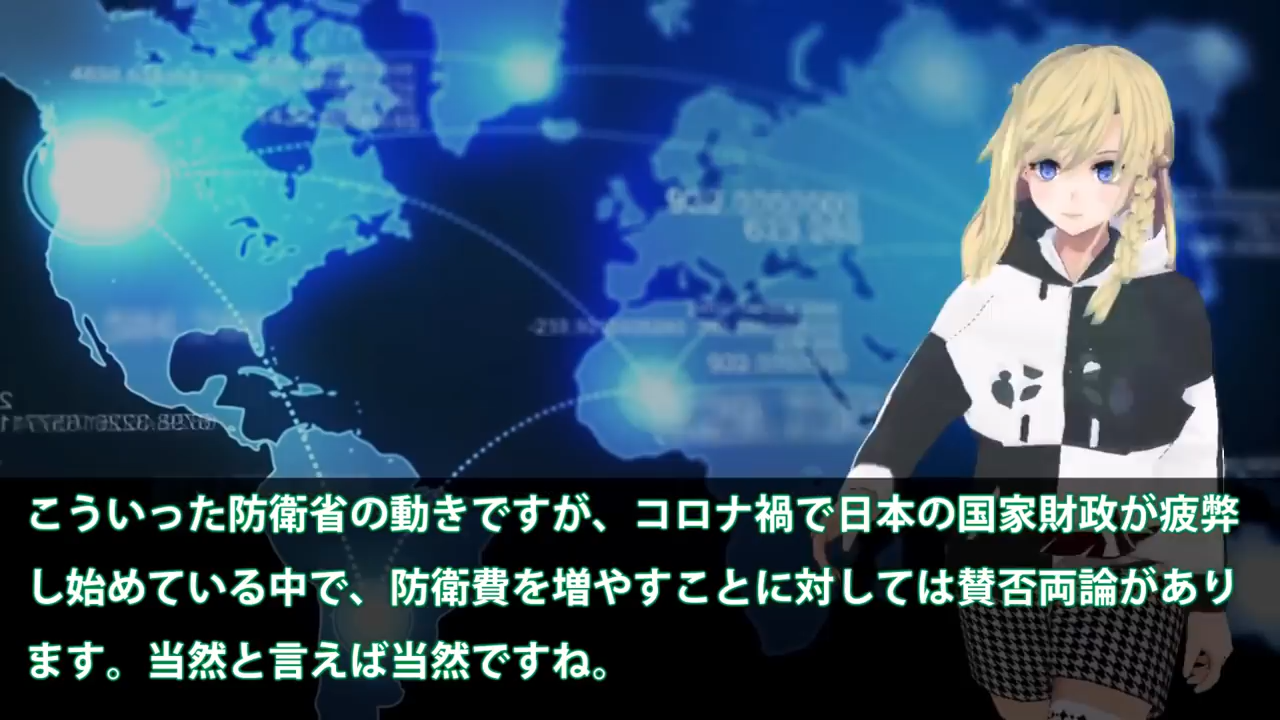 こういった防衛省の動きですが、コロナ禍で日本の国家財政が疲弊
し始めている中で、防衛費を増やすことに対しては賛否両論があり
ます。当然と言えば当然ですね。